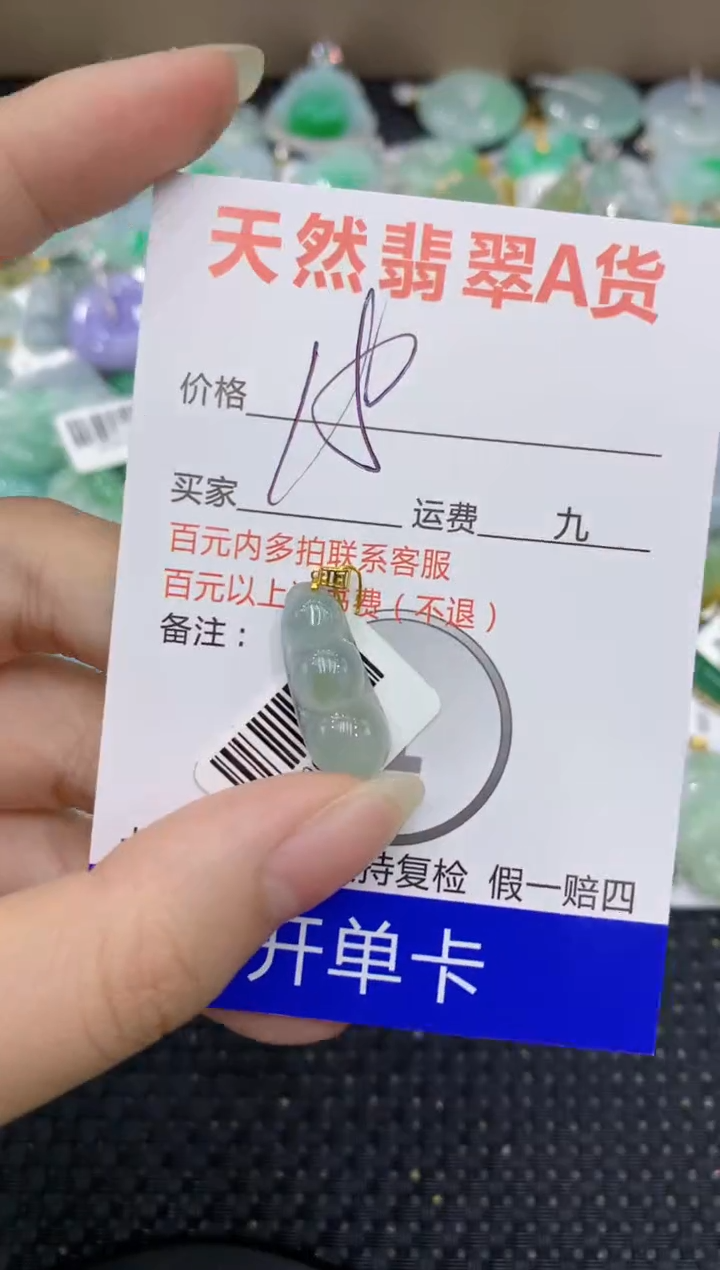 天然翡翠A货
价格
买家 运费 九
百元内多拍联系客服
百元以上 费(不退)
备注:
持复检 假一赔四
开单卡